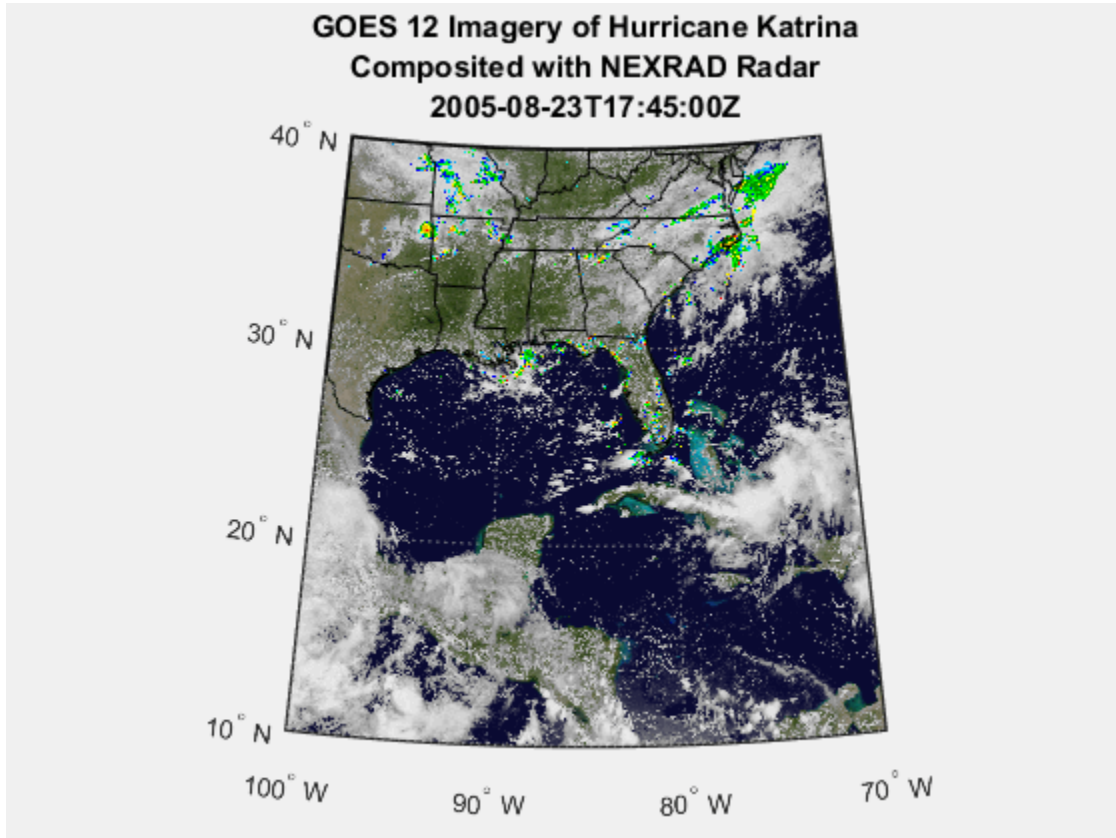 GOES 12 Imagery of Hurricane Katrina
Composited with NEXRAD Radar
2005-08-23T17:45:00Z
40° N
30° N
20° N
10° N
100° W
90° W
80° W
70° W